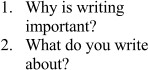 1. Why is writing
important?
2. What do you write
about?